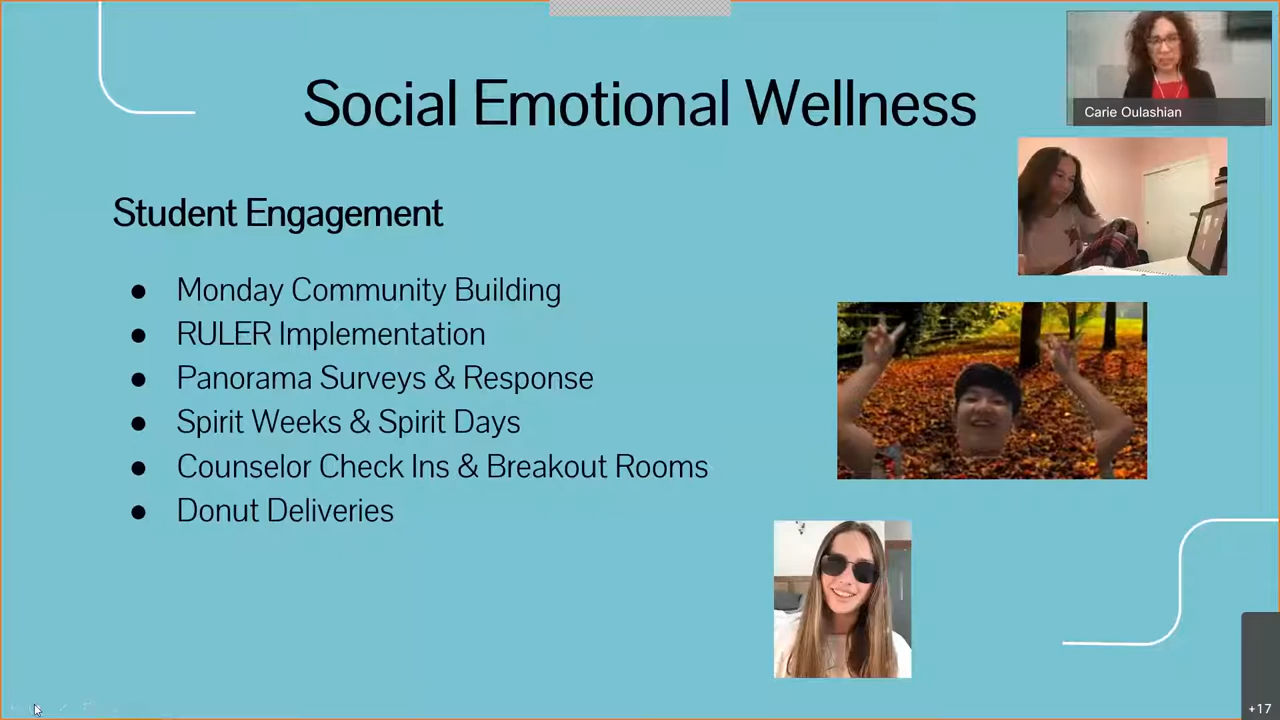 Social Emotional Wellness
Carie Oulashian
Student Engagement
● Monday Community Building
● RULER Implementation
● Panorama Surveys & Response
● Spirit Weeks & Spirit Days
● Counselor Check Ins & Breakout Rooms
● Donut Deliveries
+17